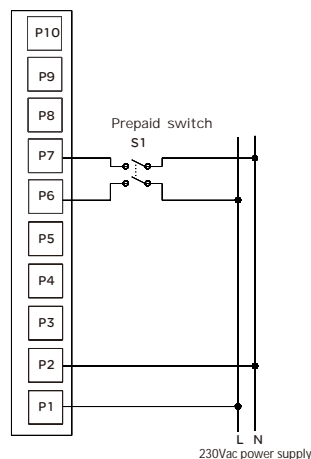 P10
P9
P8
Prepaid switch
S1
P7
P6
P5
P4
P3
P2
P1
L N
230Vac power supply